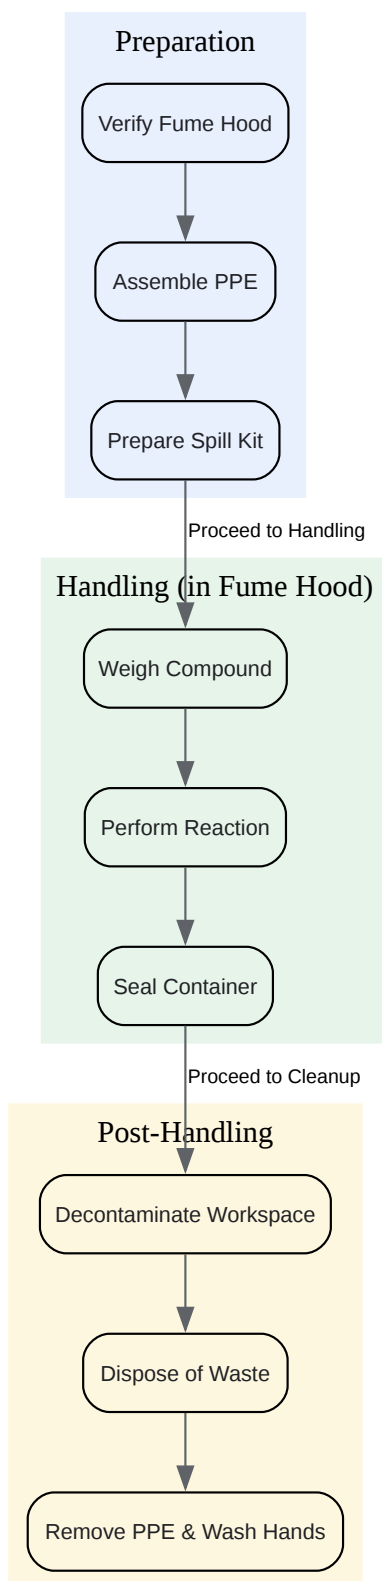 Preparation
Verify Fume Hood
Assemble PPE
Prepare Spill Kit
Proceed to Handling
Handling (in Fume Hood)
Weigh Compound
Perform Reaction
Seal Container
Proceed to Cleanup
Post-Handling
Decontaminate Workspace
Dispose of Waste
Remove PPE & Wash Hands